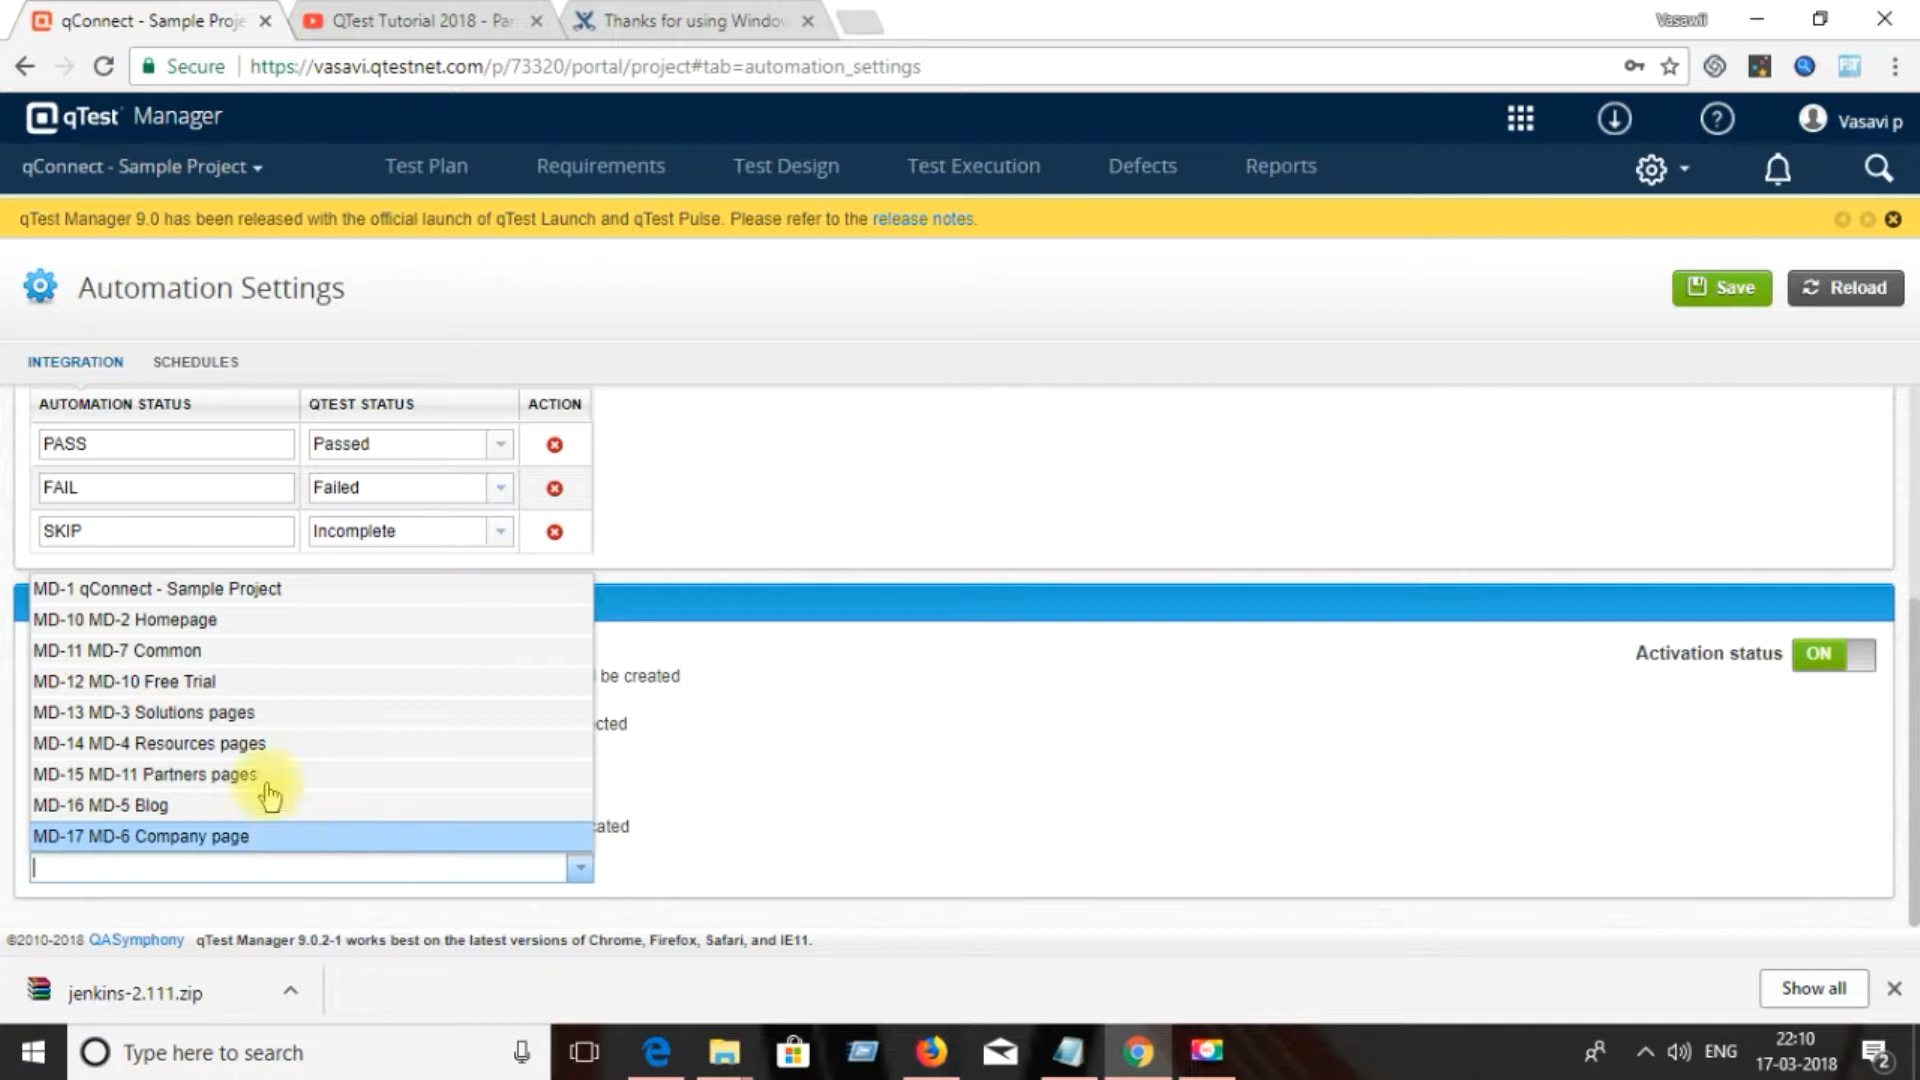 qConnect - Sample Proje
QTest Tutorial 2018 - Par
Thanks for using Windo
Vasawii
Secure
https://vasavi.qtestnet.com/p/73320/portal/project#tab=automation_settings
qTest Manager
Vasavi p
qConnect - Sample Project
Test Plan
Requirements
Test Design
Test Execution
Defects
Reports
qTest Manager 9.0 has been released with the official launch of qTest Launch and qTest Pulse. Please refer to the release notes.
Automation Settings
Save
Reload
INTEGRATION
SCHEDULES
AUTOMATION STATUS
QTEST STATUS
ACTION
PASS
Passed
FAIL
Failed
SKIP
Incomplete
MD-1 qConnect - Sample Project
MD-10 MD-2 Homepage
MD-11 MD-7 Common
Activation status
ON
be created
MD-12 MD-10 Free Trial
MD-13 MD-3 Solutions pages
cted
MD-14 MD-4 Resources pages
MD-15 MD-11 Partners pages
MD-16 MD-5 Blog
cated
MD-17 MD-6 Company page
©2010-2018 QASymphony qTest Manager 9.0.2-1 works best on the latest versions of Chrome, Firefox, Safari, and IE11.
jenkins-2.111.zip
Show all
Type here to search
ENG
22:10
17-03-2018
2